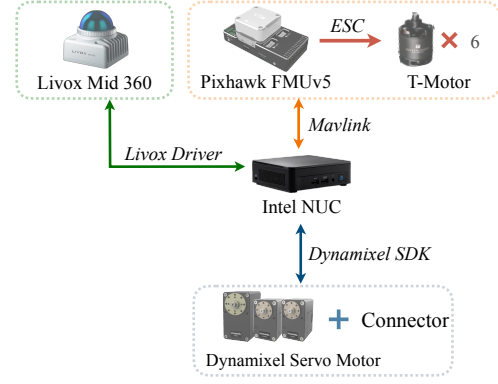 ESC
× 6
Livox Mid 360
Pixhawk FMUv5
T-Motor
Mavlink
Livox Driver
Intel NUC
Dynamixel SDK
+ Connector
Dynamixel Servo Motor